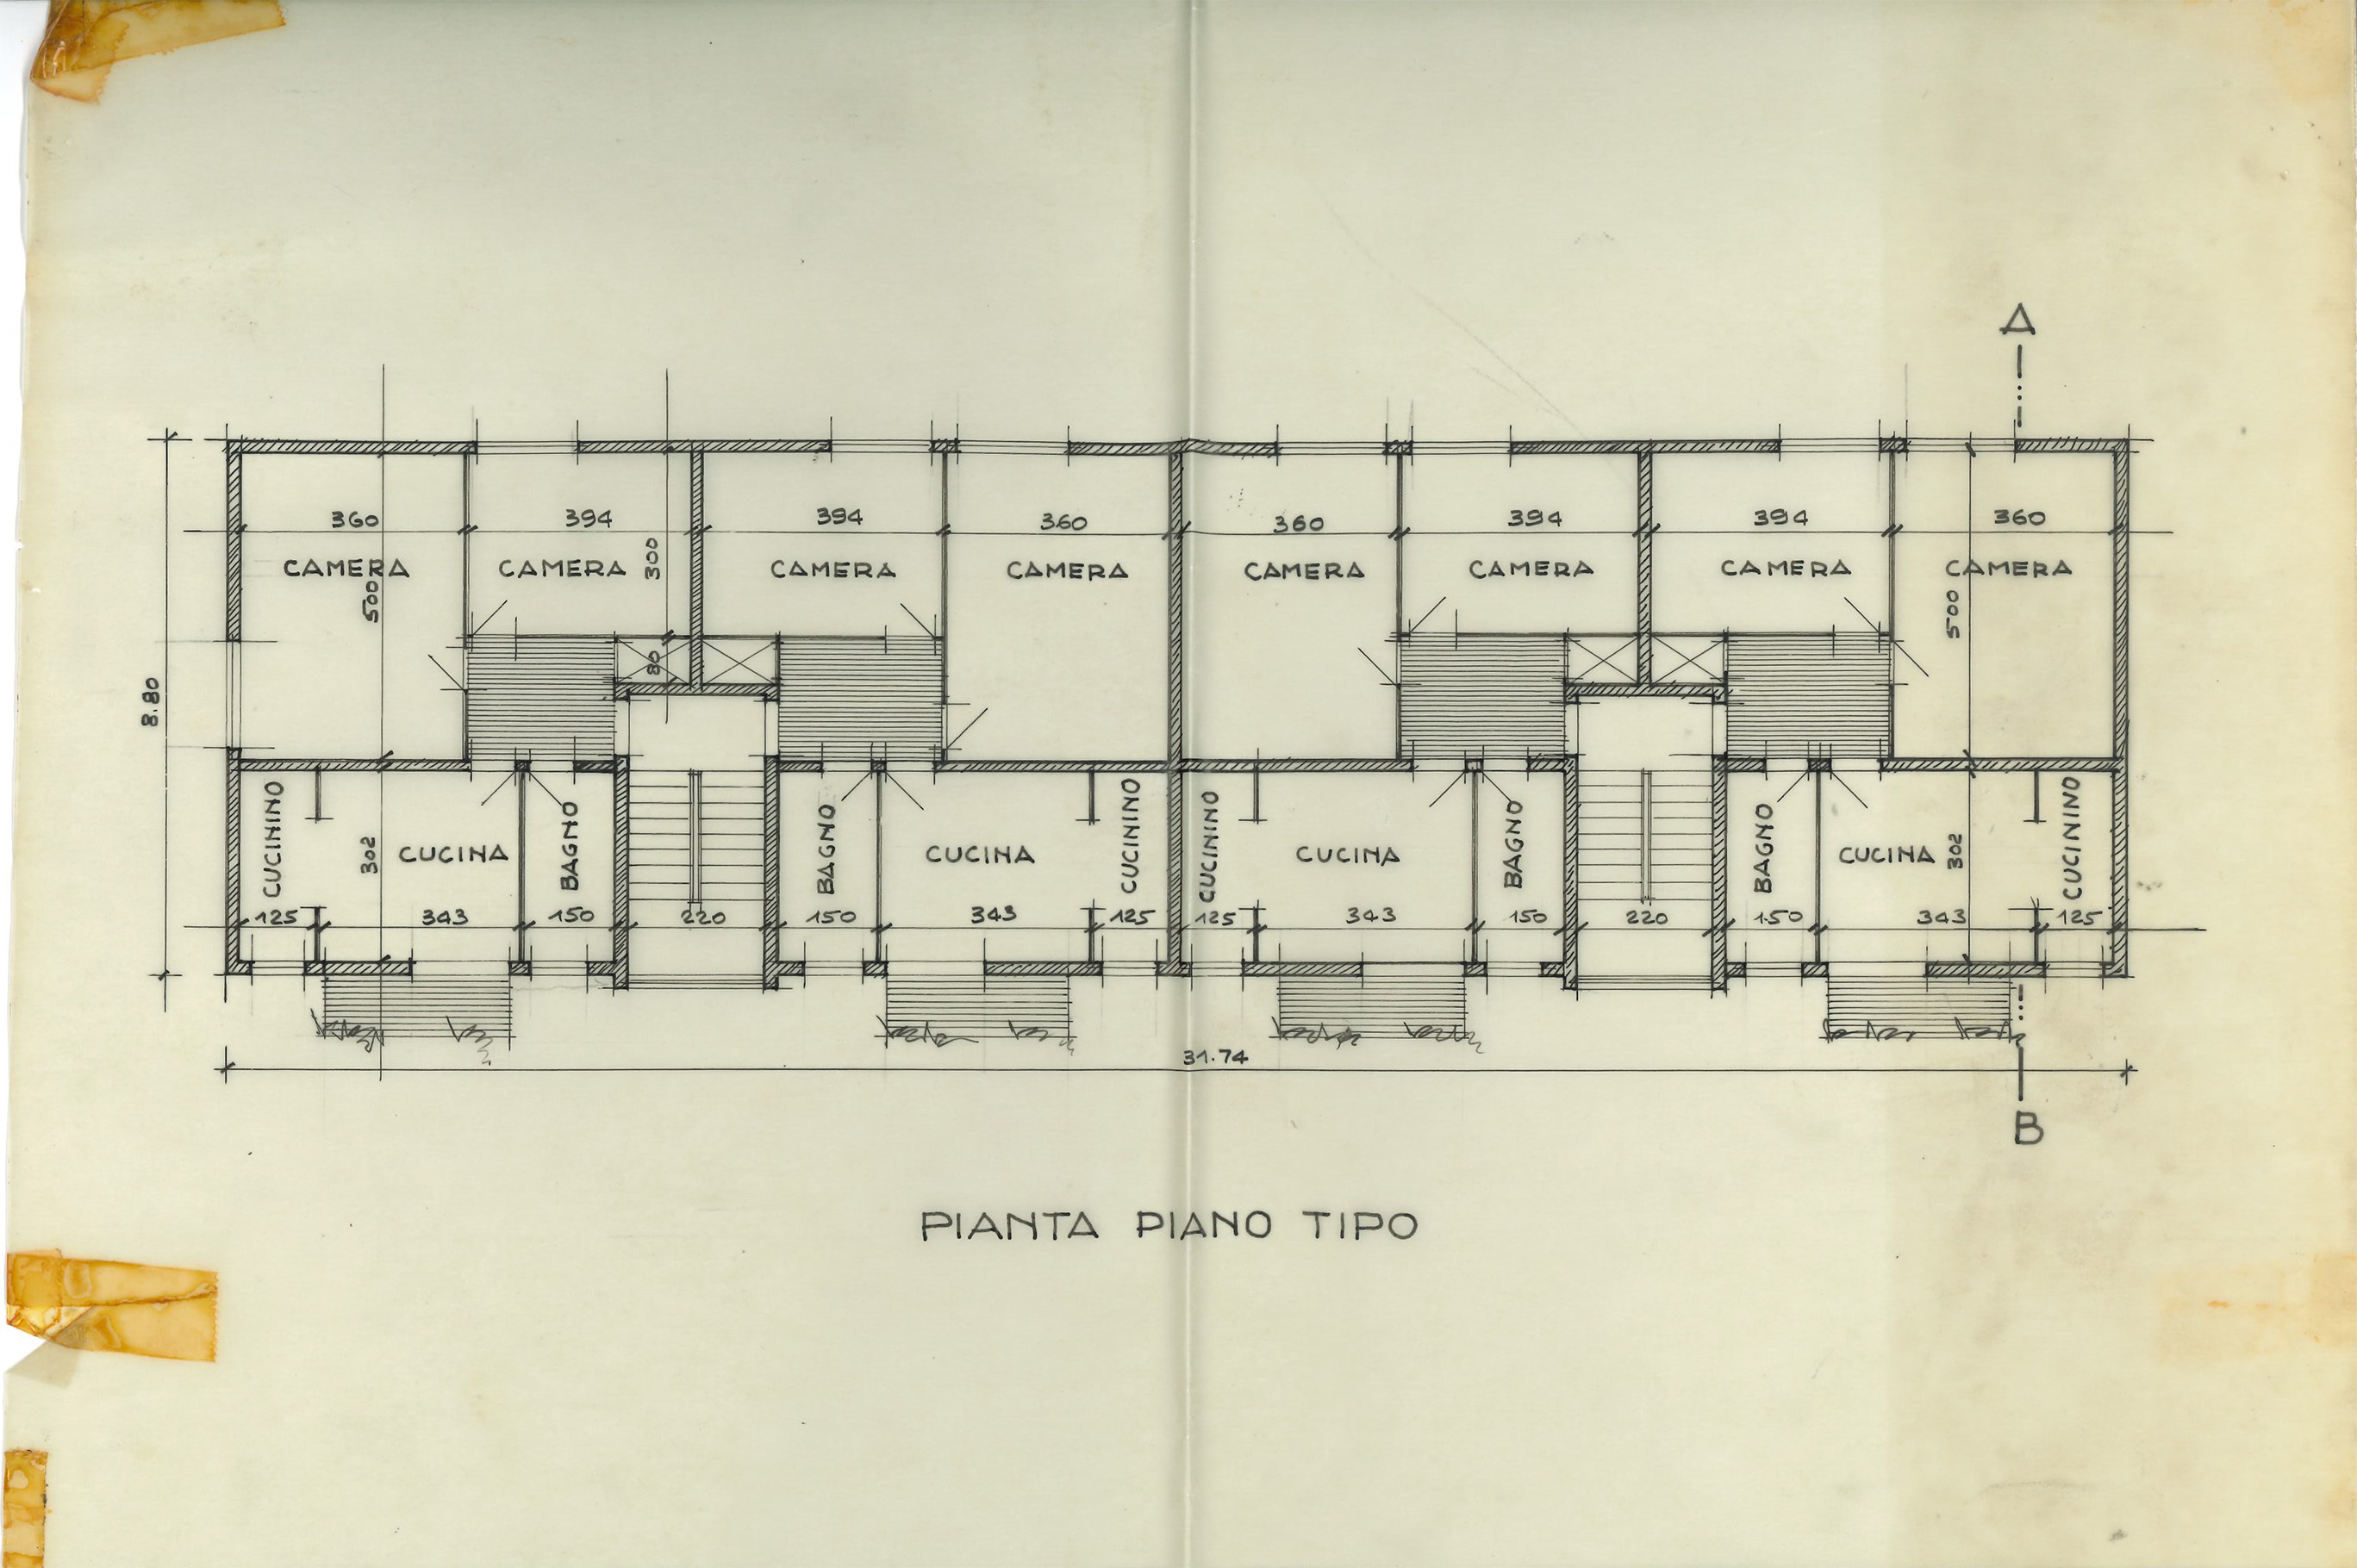 A
360 394 394 360 360 394 394 360
CAMERA CAMERA 300 CAMERA CAMERA CAMERA CAMERA CAMERA CAMERA
500 500
80
8.80
CUCININO 302 CUCINA BAGNO BAGNO CUCINA CUCININO CUCININO CUCINA BAGNO BAGNO CUCINA 302 CUCININO
125 343 150 220 150 343 125 125 343 150 220 150 343 125
31.74
B
PIANTA PIANO TIPO